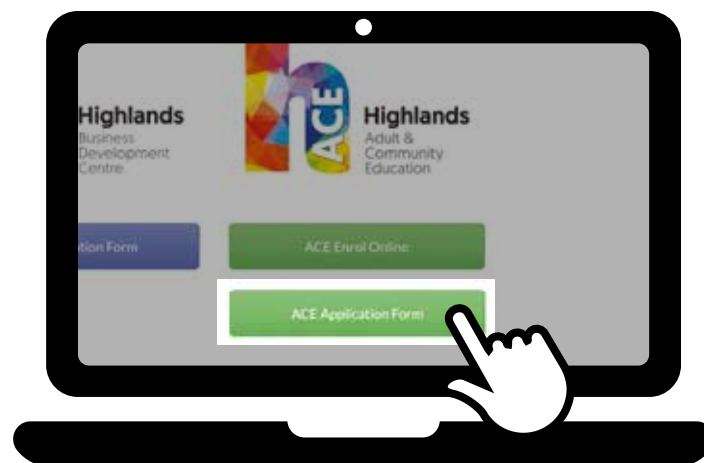 Highlands
Business
Development
Centre
tion Form
ACE
Highlands
Adult &
Community
Education
ACE Enrol Online
ACE Application Form